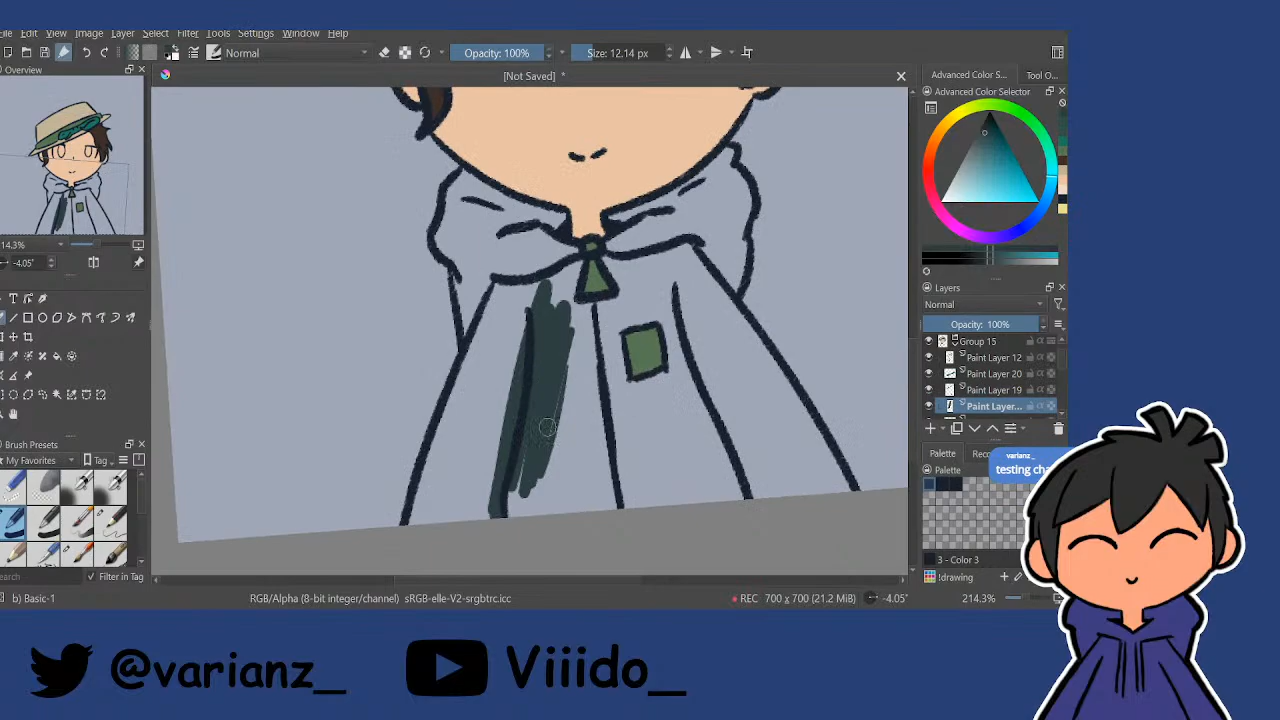 File Edit View Image Layer Select Filter Tools Settings Window Help
Normal
Opacity: 100%
Size: 12.14 px
Overview
[Not Saved] *
Advanced Color S...
Tool O...
Advanced Color Selector
14.3%
-4.05°
Layers
Normal
Opacity: 100%
Group 15
Paint Layer 12
Paint Layer 20
Paint Layer 19
Paint Layer...
Brush Presets
My Favorites
Tag
Filter in Tag
Palette
Palette
varianz_
3 - Color 3
!drawing
b) Basic-1
RGB/Alpha (8-bit integer/channel) sRGB-elle-V2-srgbtrc.icc
REC 700 x 700 (21.2 MiB)
-4.05°
214.3%
@varianz_
Viiido_